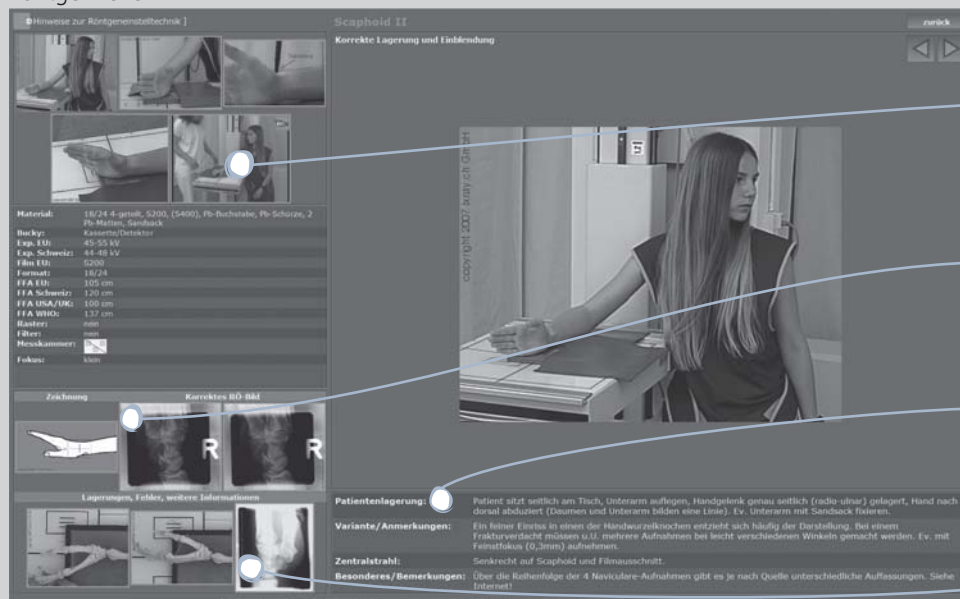 Hinweise zur Röntgeneinstelltechnik ]
Scaphoid II
zurück
Korrekte Lagerung und Einblendung
copyright 2007 by
.ch GmbH
Material: 18/24 4-geteilt, S200, (S400), Pb-Buchstabe, Pb-Schürze, 2
Pb-Matten, Sandsack
Bucky: Kassette/Detektor
Exp. EU: 45-55 kV
Exp. Schweiz: 44-48 kV
Film EU: S200
Format: 18/24
FFA EU: 105 cm
FFA Schweiz: 120 cm
FFA USA/UK: 100 cm
FFA WHO: 137 cm
Raster: nein
Filter: nein
Messkammer:
Fokus: klein
Zeichnung
Korrektes RÖ-Bild
R
R
Lagerungen, Fehler, weitere Informationen
Patientenlagerung: Patient sitzt seitlich am Tisch, Unterarm auflegen, Handgelenk genau seitlich (radio-ulnar) gelagert, Hand nach
dorsal abduziert (Daumen und Unterarm bilden eine Linie). Ev. Unterarm mit Sandsack fixieren.
Variante/Anmerkungen: Ein feiner Einriss in einen der Handwurzelknochen entzieht sich häufig der Darstellung. Bei einem
Frakturverdacht müssen u.U. mehrere Aufnahmen bei leicht verschiedenen Winkeln gemacht werden. Ev. mit
Feinstfokus (0,3mm) aufnehmen.
Zentralstrahl: Senkrecht auf Scaphoid und Filmausschnitt.
Besonderes/Bemerkungen: Über die Reihenfolge der 4 Naviculare-Aufnahmen gibt es je nach Quelle unterschiedliche Auffassungen. Siehe
Internet!